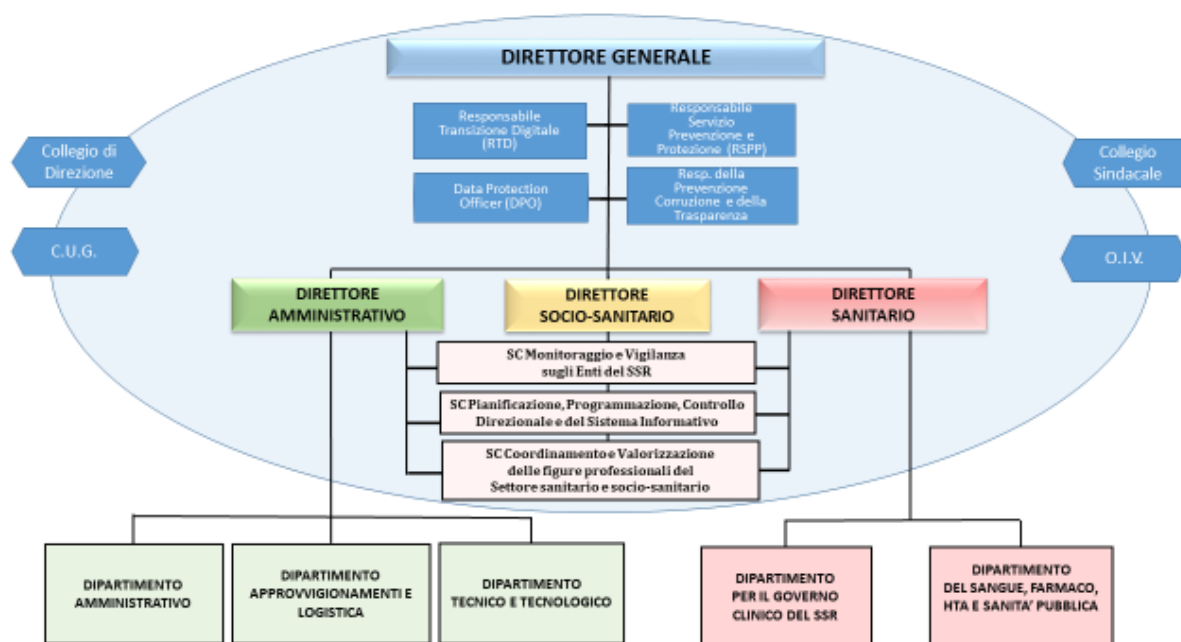 DIRETTORE GENERALE
Responsabile
Transizione Digitale
(RTD)
Responsabile
Servizio
Prevenzione e
Protezione (RSPP)
Collegio di
Direzione
Collegio
Sindacale
Data Protection
Officer (DPO)
Resp. della
Prevenzione
Corruzione e della
Trasparenza
C.U.G.
O.I.V.
DIRETTORE
AMMINISTRATIVO
DIRETTORE
SOCIO-SANITARIO
DIRETTORE
SANITARIO
SC Monitoraggio e Vigilanza
sugli Enti del SSR
SC Pianificazione, Programmazione, Controllo
Direzionale e del Sistema Informativo
SC Coordinamento e Valorizzazione
delle figure professionali del
Settore sanitario e socio-sanitario
DIPARTIMENTO
AMMINISTRATIVO
DIPARTIMENTO
APPROVVIGIONAMENTI E
LOGISTICA
DIPARTIMENTO
TECNICO E TECNOLOGICO
DIPARTIMENTO
PER IL GOVERNO
CLINICO DEL SSR
DIPARTIMENTO
DEL SANGUE, FARMACO,
HTA E SANITA' PUBBLICA